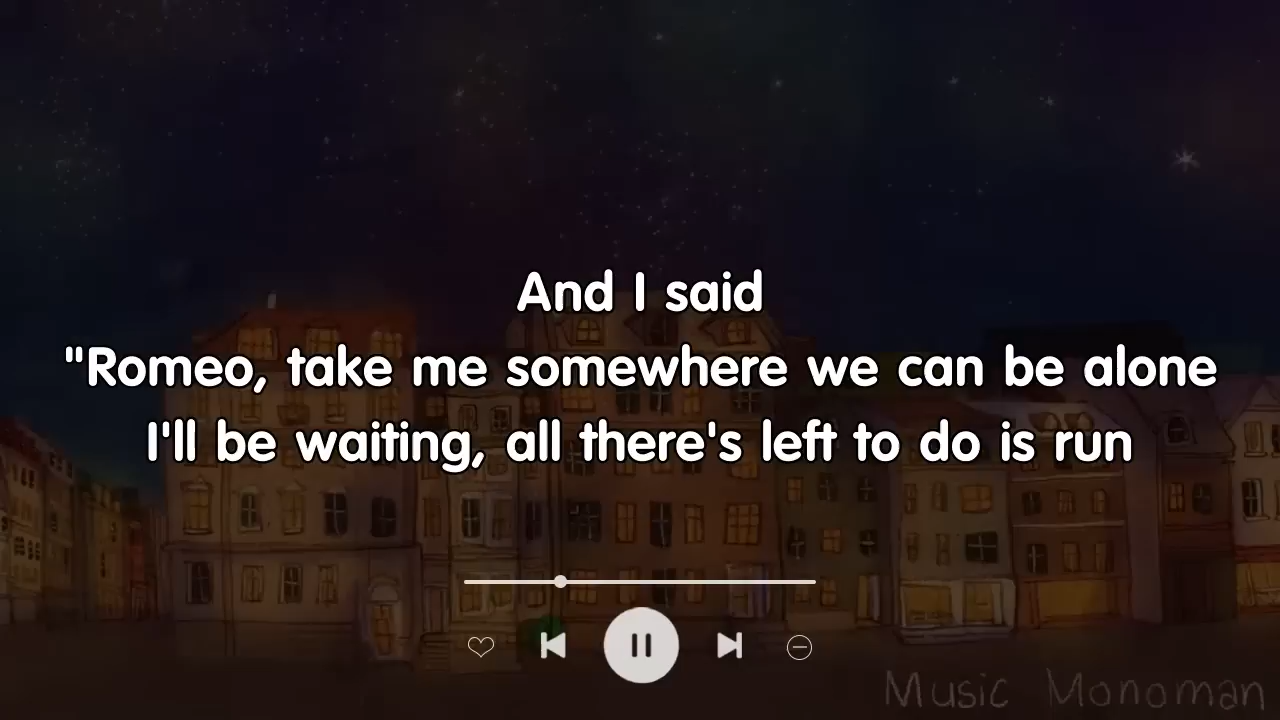 And I said
"Romeo, take me somewhere we can be alone
I'll be waiting, all there's left to do is run
Music Monoman